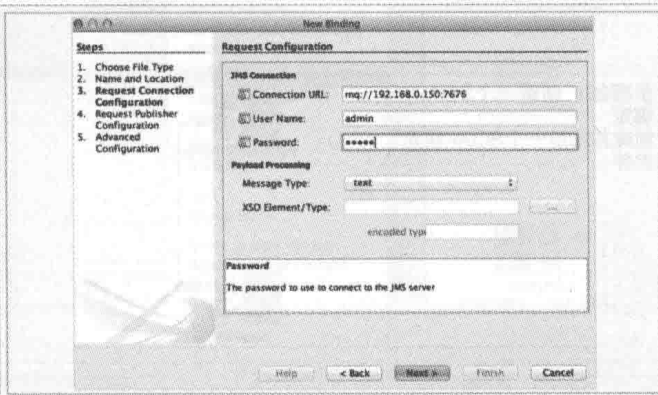 New Binding
Steps
1. Choose File Type
2. Name and Location
3. Request Connection
Configuration
4. Request Publisher
Configuration
5. Advanced
Configuration
Request Configuration
JMS Connection
Connection URL: mq://192.168.0.150:7676
User Name: admin
Password: •••••
Payload Processing
Message Type: text
XSD Element/Type: ...
encoded type
Password
The password to use to connect to the JMS server
Help < Back Next > Finish Cancel